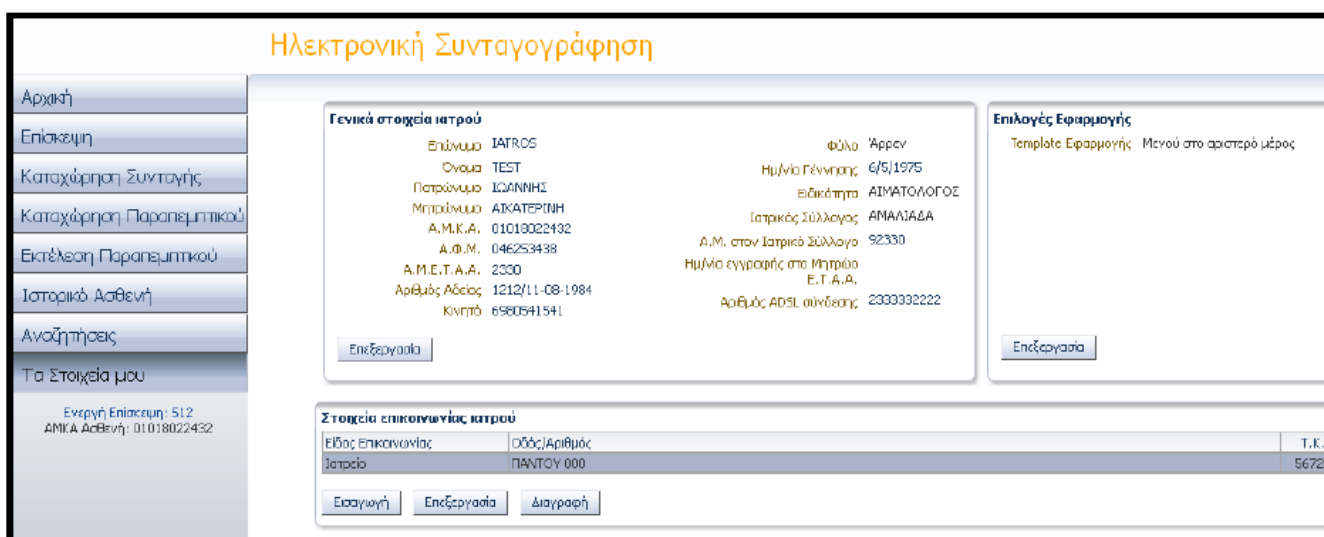 Ηλεκτρονική Συνταγογράφηση
Αρχική
Επίσκεψη
Καταχώρηση Συνταγής
Καταχώρηση Παραπεμπτικού
Εκτέλεση Παραπεμπτικού
Ιστορικό Ασθενή
Αναζητήσεις
Τα Στοιχεία μου
Ενεργή Επίσκεψη: 512
ΑΜΚΑ Ασθενή: 01018022432
Γενικά στοιχεία ιατρού
Επώνυμο IATROS
Όνομα TEST
Πατρώνυμο ΙΩΑΝΝΗΣ
Μητρώνυμο ΑΙΚΑΤΕΡΙΝΗ
Α.Μ.Κ.Α. 01018022432
Α.Φ.Μ. 046253438
Α.Μ.Ε.Τ.Α.Α. 2330
Αριθμός Αδείας 1212/11-08-1984
Κινητό 6980541541
Φύλο Άρρεν
Ημ/νία Γέννησης 6/5/1975
Ειδικότητα ΑΙΜΑΤΟΛΟΓΟΣ
Ιατρικός Σύλλογος ΑΜΑΛΙΑΔΑ
Α.Μ. στον Ιατρικό Σύλλογο 92330
Ημ/νία εγγραφής στο Μητρώο
Ε.Τ.Α.Α.
Αριθμός ADSL σύνδεσης 2333332222
Επεξεργασία
Επιλογές Εφαρμογής
Template Εφαρμογής Μενού στο αριστερό μέρος
Επεξεργασία
Στοιχεία επικοινωνίας ιατρού
Είδος Επικοινωνίας Οδός/Αριθμός Τ.Κ.
Ιατρείο ΠΑΝΤΟΥ 000 5672
Εισαγωγή Επεξεργασία Διαγραφή